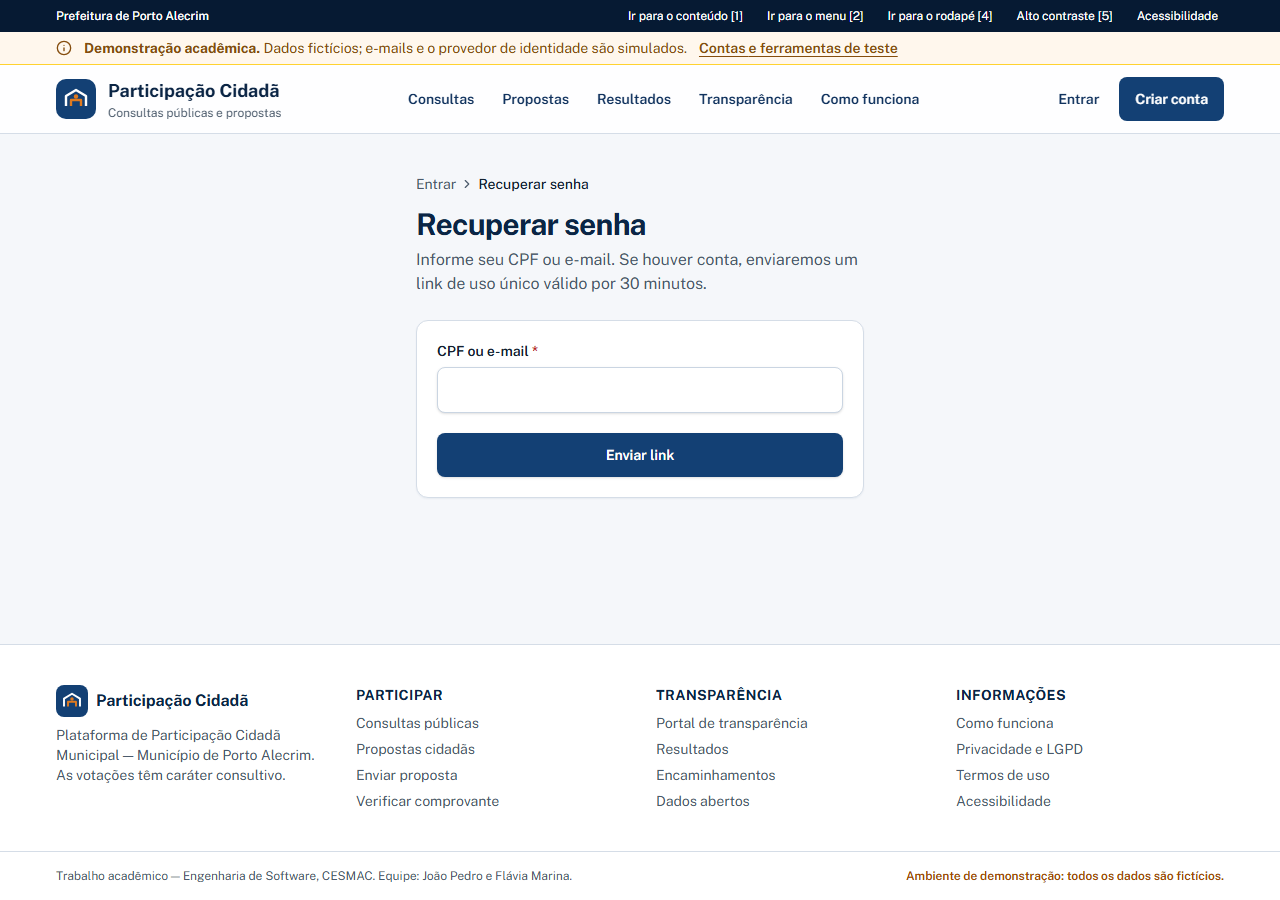 Prefeitura de Porto Alecrim
Ir para o conteúdo [1]
Ir para o menu [2]
Ir para o rodapé [4]
Alto contraste [5]
Acessibilidade
Demonstração acadêmica. Dados fictícios; e-mails e o provedor de identidade são simulados. Contas e ferramentas de teste
Participação Cidadã
Consultas públicas e propostas
Consultas
Propostas
Resultados
Transparência
Como funciona
Entrar
Criar conta
Entrar > Recuperar senha
Recuperar senha
Informe seu CPF ou e-mail. Se houver conta, enviaremos um
link de uso único válido por 30 minutos.
CPF ou e-mail *
Enviar link
Participação Cidadã
Plataforma de Participação Cidadã
Municipal — Município de Porto Alecrim.
As votações têm caráter consultivo.
PARTICIPAR
Consultas públicas
Propostas cidadãs
Enviar proposta
Verificar comprovante
TRANSPARÊNCIA
Portal de transparência
Resultados
Encaminhamentos
Dados abertos
INFORMAÇÕES
Como funciona
Privacidade e LGPD
Termos de uso
Acessibilidade
Trabalho acadêmico — Engenharia de Software, CESMAC. Equipe: João Pedro e Flávia Marina.
Ambiente de demonstração: todos os dados são fictícios.